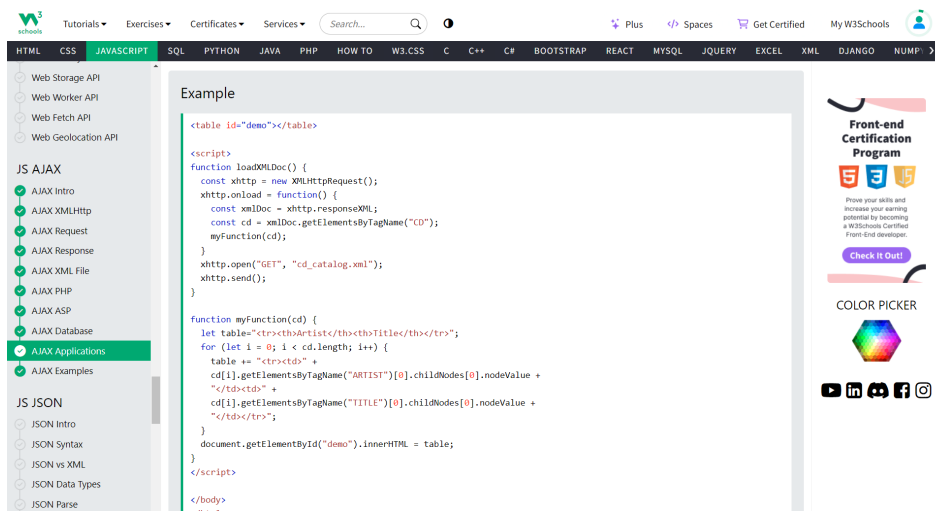 W3
schools
Tutorials Exercises Certificates Services Search... Plus Spaces Get Certified My W3Schools
HTML CSS JAVASCRIPT SQL PYTHON JAVA PHP HOW TO W3.CSS C C++ C# BOOTSTRAP REACT MYSQL JQUERY EXCEL XML DJANGO NUMPY
Web Storage API
Web Worker API
Web Fetch API
Web Geolocation API
JS AJAX
AJAX Intro
AJAX XMLHttp
AJAX Request
AJAX Response
AJAX XML File
AJAX PHP
AJAX ASP
AJAX Database
AJAX Applications
AJAX Examples
JS JSON
JSON Intro
JSON Syntax
JSON vs XML
JSON Data Types
JSON Parse
Example
<table id="demo"></table>
<script>
function loadXMLDoc() {
const xhttp = new XMLHttpRequest();
xhttp.onload = function() {
const xmlDoc = xhttp.responseXML;
const cd = xmlDoc.getElementsByTagName("CD");
myFunction(cd);
}
xhttp.open("GET", "cd_catalog.xml");
xhttp.send();
}
function myFunction(cd) {
let table="<tr><th>Artist</th><th>Title</th></tr>";
for (let i = 0; i < cd.length; i++) {
table += "<tr><td>" +
cd[i].getElementsByTagName("ARTIST")[0].childNodes[0].nodeValue +
"</td><td>" +
cd[i].getElementsByTagName("TITLE")[0].childNodes[0].nodeValue +
"</td></tr>";
}
document.getElementById("demo").innerHTML = table;
}
</script>
</body>
Front-end
Certification
Program
5 3 JS
Prove your skills and
increase your earning
potential by becoming
a W3Schools Certified
Front-End developer.
Check It Out!
COLOR PICKER